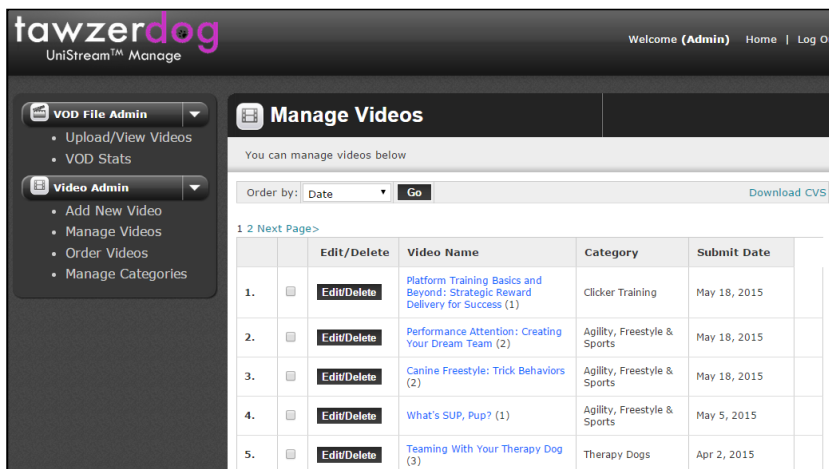 tawzerdog
UniStream™ Manage
Welcome (Admin) Home | Log O
VOD File Admin
• Upload/View Videos
• VOD Stats
Video Admin
• Add New Video
• Manage Videos
• Order Videos
• Manage Categories
Manage Videos
You can manage videos below
Order by: Date Go Download CVS
1 2 Next Page>
Edit/Delete Video Name Category Submit Date
1. Edit/Delete Platform Training Basics and
Beyond: Strategic Reward
Delivery for Success (1)
Clicker Training May 18, 2015
2. Edit/Delete Performance Attention: Creating
Your Dream Team (2)
Agility, Freestyle &
Sports
May 18, 2015
3. Edit/Delete Canine Freestyle: Trick Behaviors
(2)
Agility, Freestyle &
Sports
May 18, 2015
4. Edit/Delete What's SUP, Pup? (1)
Agility, Freestyle &
Sports
May 5, 2015
5. Edit/Delete Teaming With Your Therapy Dog
(3)
Therapy Dogs Apr 2, 2015